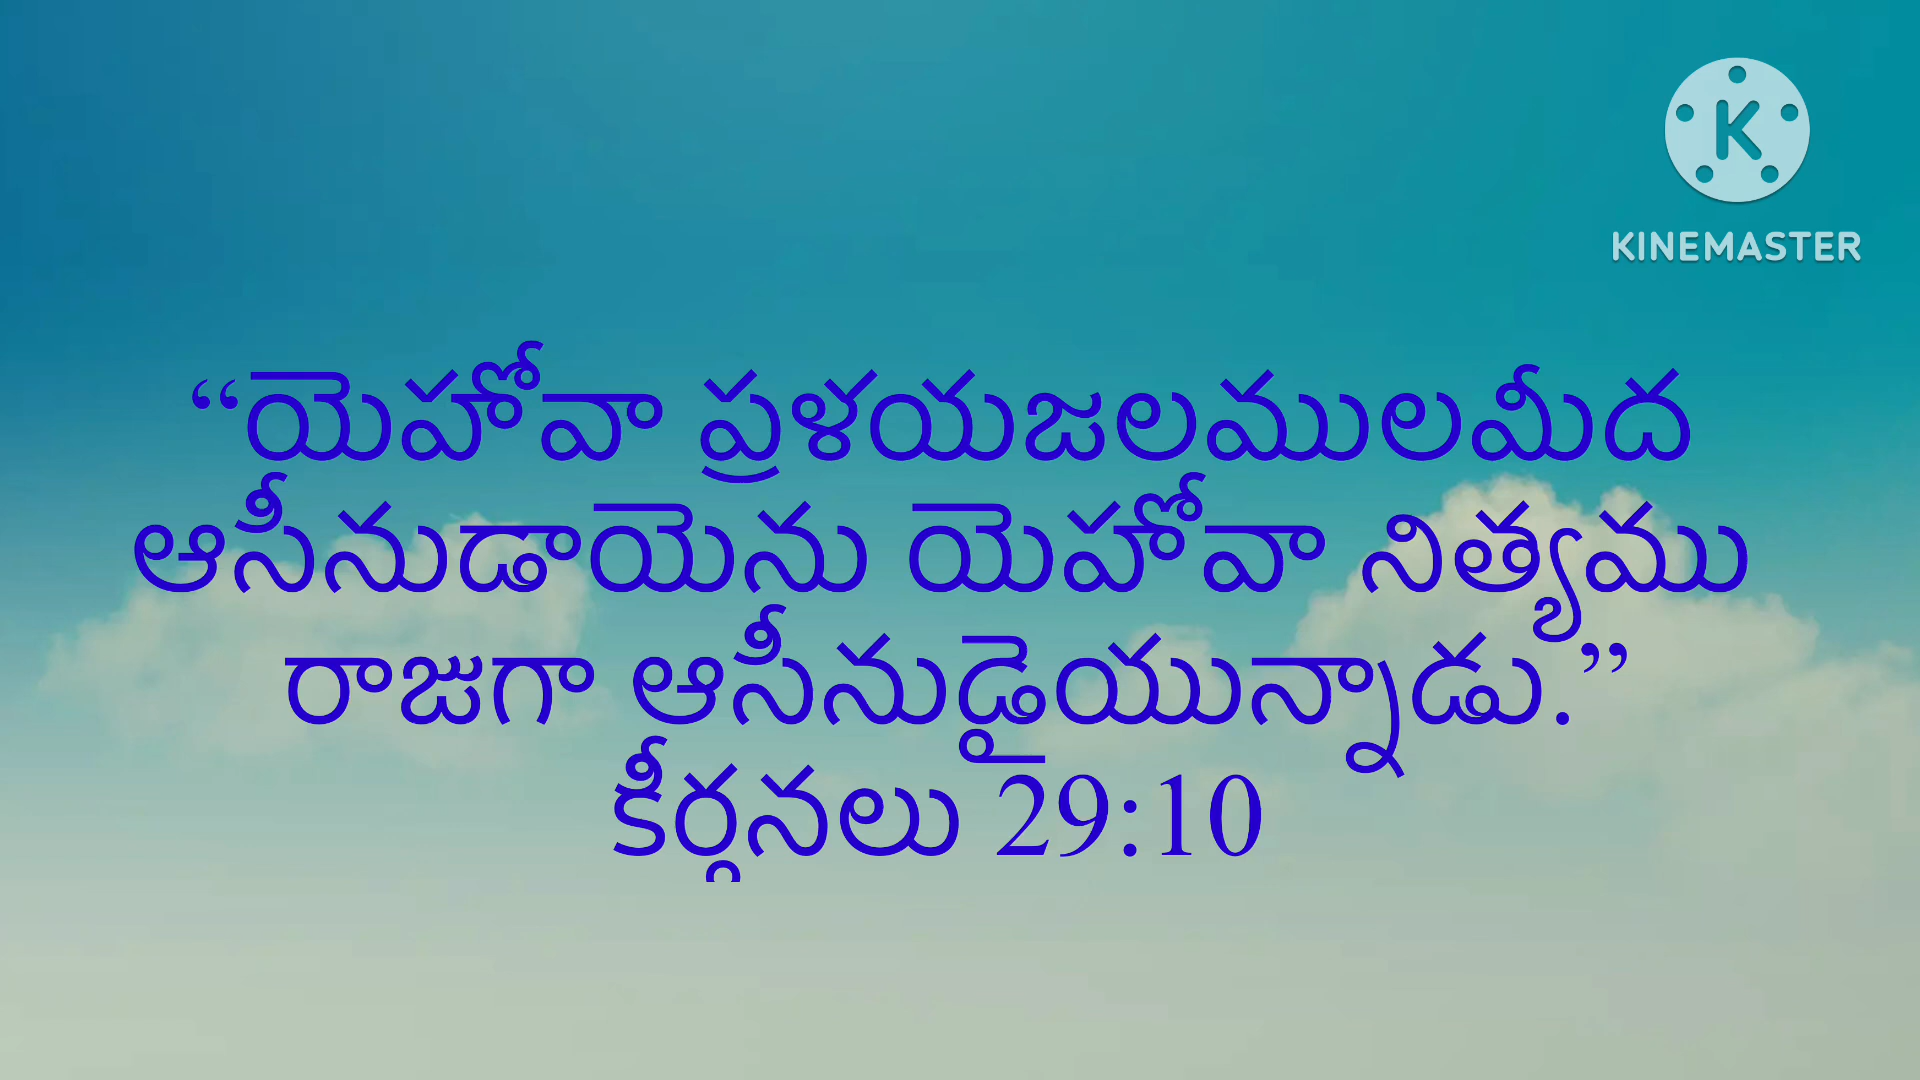 K
KINEMASTER
“యెహోవా ప్రళయజలములమీద
ఆసీనుడాయెను యెహోవా నిత్యము
రాజుగా ఆసీనుడైయున్నాడు.”
కీర్తనలు 29:10